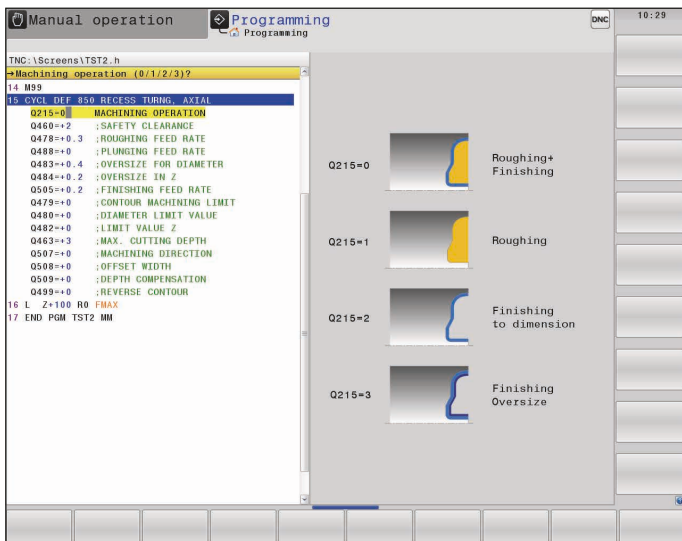 Manual operation
Programming
Programming
DNC
10:29
TNC:\Screens\TST2.h
→Machining operation (0/1/2/3)?
14 M99
15 CYCL DEF 850 RECESS TURNG, AXIAL
Q215=0 MACHINING OPERATION
Q460=+2 ;SAFETY CLEARANCE
Q478=+0.3 ;ROUGHING FEED RATE
Q488=+0 ;PLUNGING FEED RATE
Q483=+0.4 ;OVERSIZE FOR DIAMETER
Q484=+0.2 ;OVERSIZE IN Z
Q505=+0.2 ;FINISHING FEED RATE
Q479=+0 ;CONTOUR MACHINING LIMIT
Q480=+0 ;DIAMETER LIMIT VALUE
Q482=+0 ;LIMIT VALUE Z
Q463=+3 ;MAX. CUTTING DEPTH
Q507=+0 ;MACHINING DIRECTION
Q508=+0 ;OFFSET WIDTH
Q509=+0 ;DEPTH COMPENSATION
Q499=+0 ;REVERSE CONTOUR
16 L Z+100 R0 FMAX
17 END PGM TST2 MM
Q215=0
Roughing+
Finishing
Q215=1
Roughing
Q215=2
Finishing
to dimension
Q215=3
Finishing
Oversize